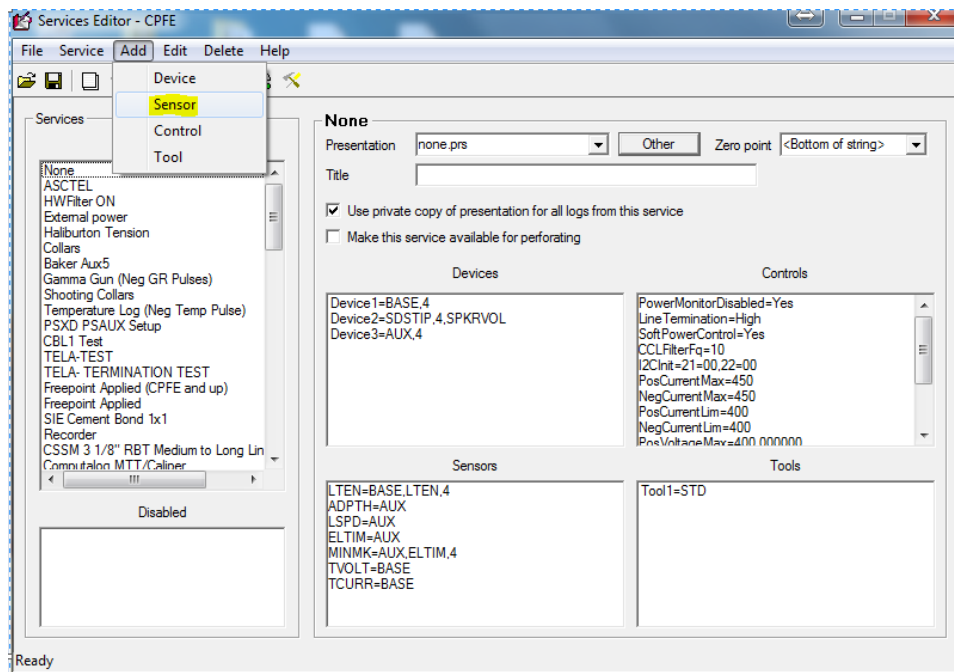 Services Editor - CPFE
File Service Add Edit Delete Help
Device
Sensor
Control
Tool
Services
None
ASCTEL
HWFilter ON
External power
Haliburton Tension
Collars
Baker Aux5
Gamma Gun (Neg GR Pulses)
Shooting Collars
Temperature Log (Neg Temp Pulse)
PSXD PSAUX Setup
CBL1 Test
TELA-TEST
TELA- TERMINATION TEST
Freepoint Applied (CPFE and up)
Freepoint Applied
SIE Cement Bond 1x1
Recorder
CSSM 3 1/8" RBT Medium to Long Lin
Computalog MTT/Caliper
Disabled
None
Presentation none.prs Other Zero point <Bottom of string>
Title
Use private copy of presentation for all logs from this service
Make this service available for perforating
Devices
Device1=BASE,4
Device2=SDSTIP,4,SPKRVOL
Device3=AUX,4
Controls
PowerMonitorDisabled=Yes
LineTermination=High
SoftPowerControl=Yes
CCLFilterFq=10
I2CInit=21=00,22=00
PosCurrentMax=450
NegCurrentMax=450
PosCurrentLim=400
NegCurrentLim=400
PosVoltageMax=400.000000
Sensors
LTEN=BASE,LTEN,4
ADPTH=AUX
LSPD=AUX
ELTIM=AUX
MINMK=AUX,ELTIM,4
TVOLT=BASE
TCURR=BASE
Tools
Tool1=STD
Ready